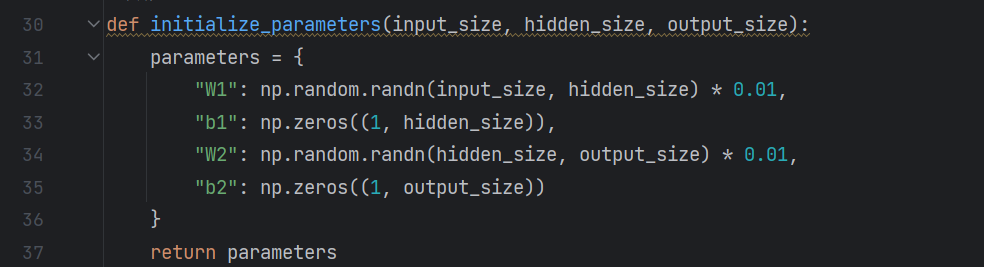 30 def initialize_parameters(input_size, hidden_size, output_size):
31     parameters = {
32         "W1": np.random.randn(input_size, hidden_size) * 0.01,
33         "b1": np.zeros((1, hidden_size)),
34         "W2": np.random.randn(hidden_size, output_size) * 0.01,
35         "b2": np.zeros((1, output_size))
36     }
37     return parameters